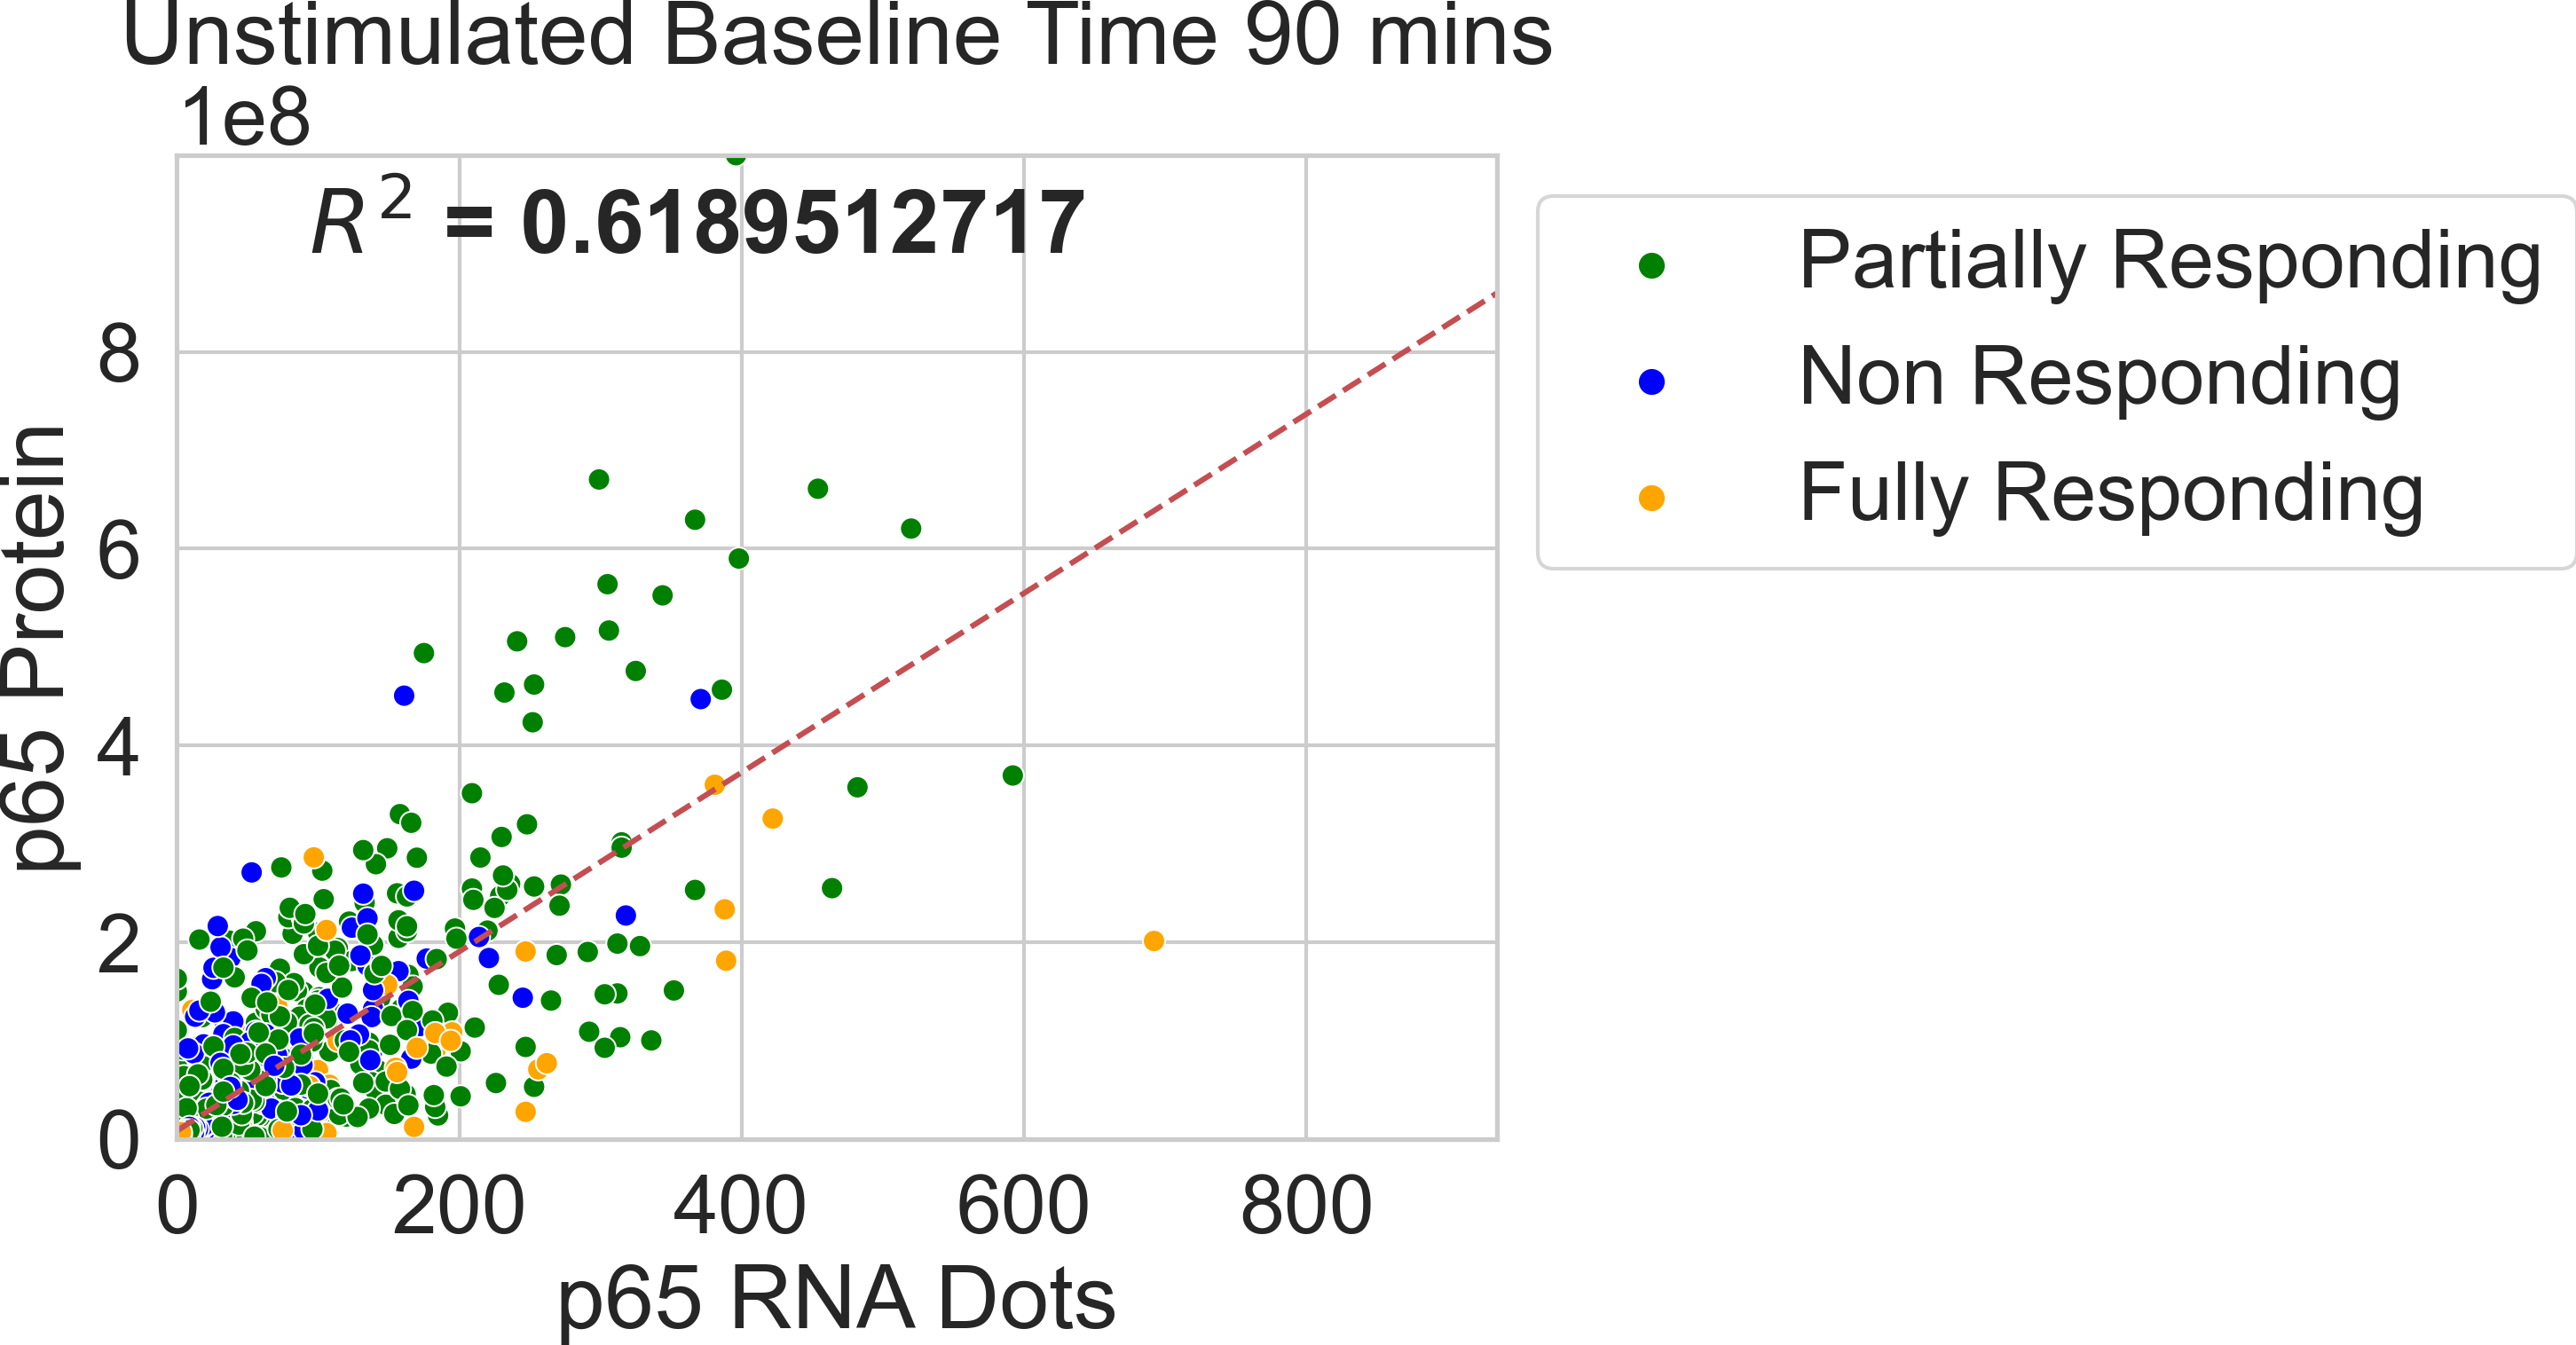 Unstimulated Baseline Time 90 mins
1e8
R² = 0.6189512717
8
6
4
2
0
p65 Protein
0 200 400 600 800
p65 RNA Dots
Partially Responding
Non Responding
Fully Responding